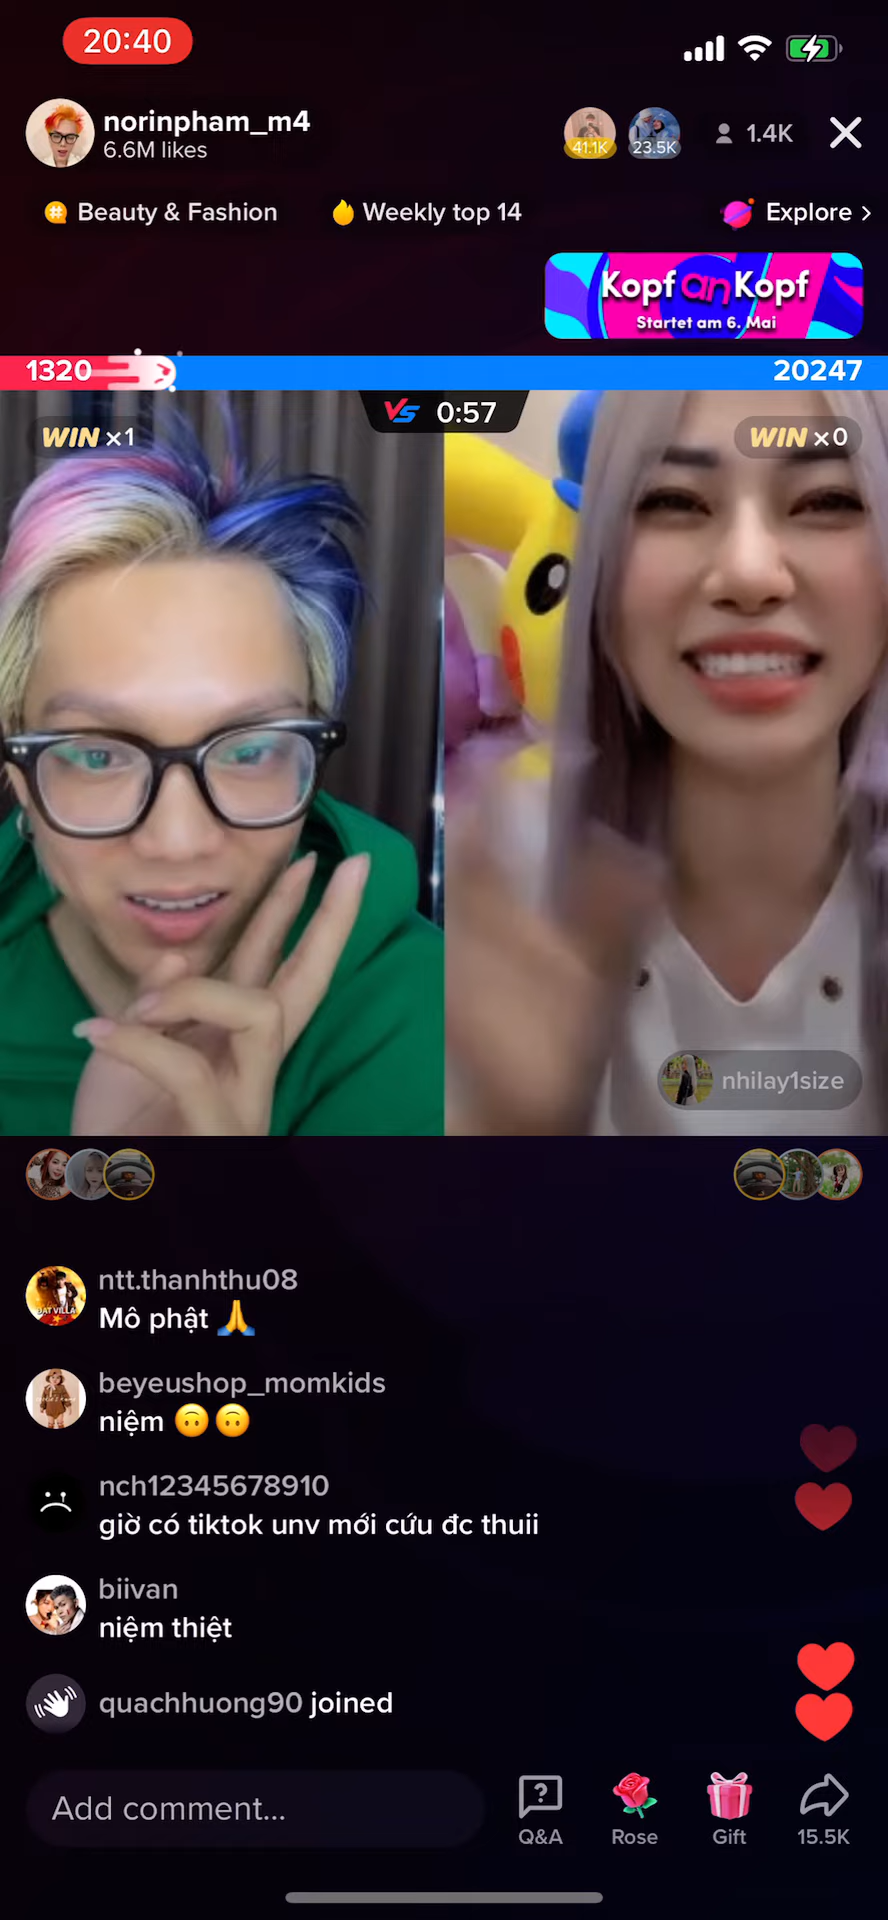 20:40
norinpham_m4
6.6M likes
41.1K
23.5K
1.4K
Beauty & Fashion
Weekly top 14
Explore >
Kopf an Kopf
Startet am 6. Mai
1320
20247
VS 0:57
WIN x1
WIN x0
nhilay1size
ntt.thanhthu08
Mô phật 🙏
beyeushop_momkids
niệm 🙃🙃
nch12345678910
giờ có tiktok unv mới cứu đc thuii
biivan
niệm thiệt
quachhuong90 joined
Add comment...
Q&A
Rose
Gift
15.5K